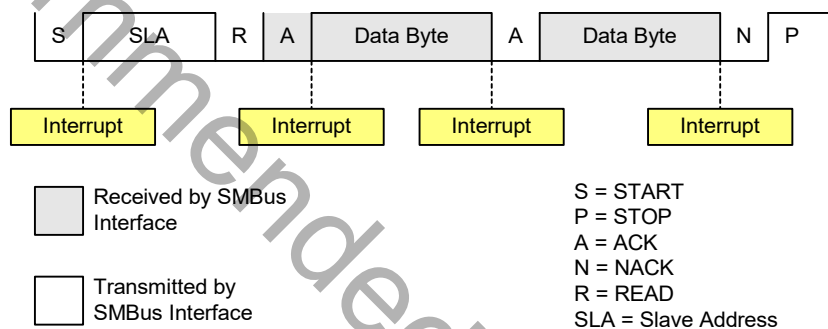 S SLA R A Data Byte A Data Byte N P
Interrupt Interrupt Interrupt Interrupt
Received by SMBus
Interface
Transmitted by
SMBus Interface
S = START
P = STOP
A = ACK
N = NACK
R = READ
SLA = Slave Address